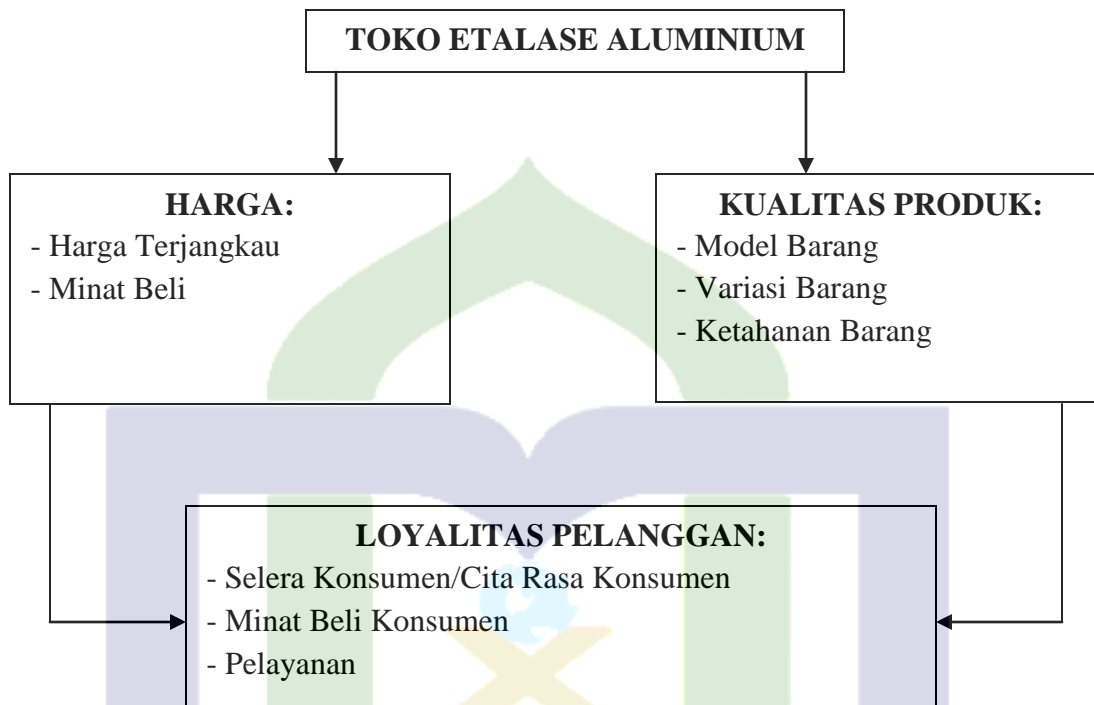 TOKO ETALASE ALUMINIUM
HARGA:
- Harga Terjangkau
- Minat Beli
KUALITAS PRODUK:
- Model Barang
- Variasi Barang
- Ketahanan Barang
LOYALITAS PELANGGAN:
- Selera Konsumen/Cita Rasa Konsumen
- Minat Beli Konsumen
- Pelayanan